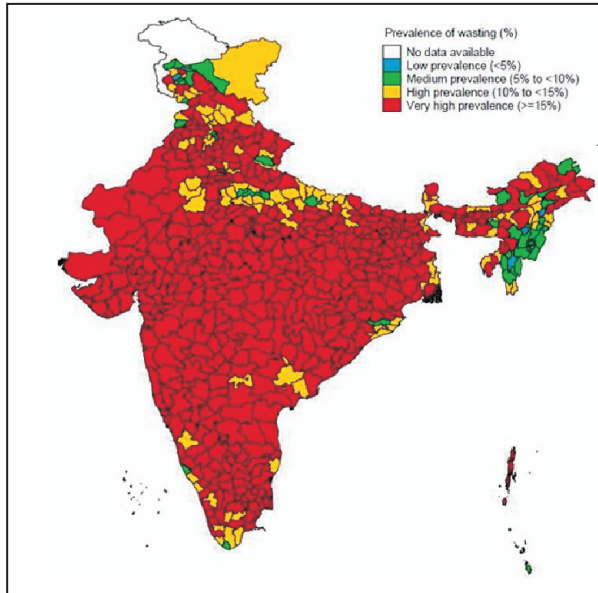 Prevalence of wasting (%)
No data available
Low prevalence (<5%)
Medium prevalence (5% to <10%)
High prevalence (10% to <15%)
Very high prevalence (>=15%)